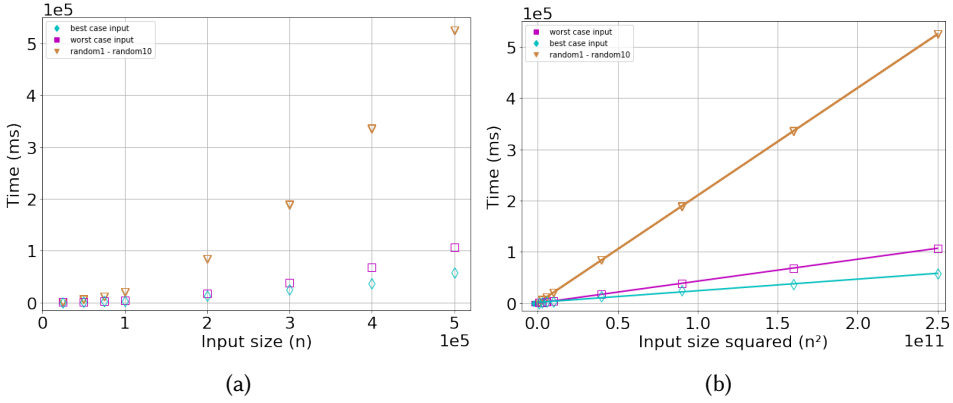 1e5
best case input
worst case input
random1 - random10
5
4
3
2
1
0
Time (ms)
0 1 2 3 4 5
Input size (n)
1e5
(a)
1e5
worst case input
best case input
random1 - random10
5
4
3
2
1
0
Time (ms)
0.0 0.5 1.0 1.5 2.0 2.5
Input size squared (n²)
1e11
(b)